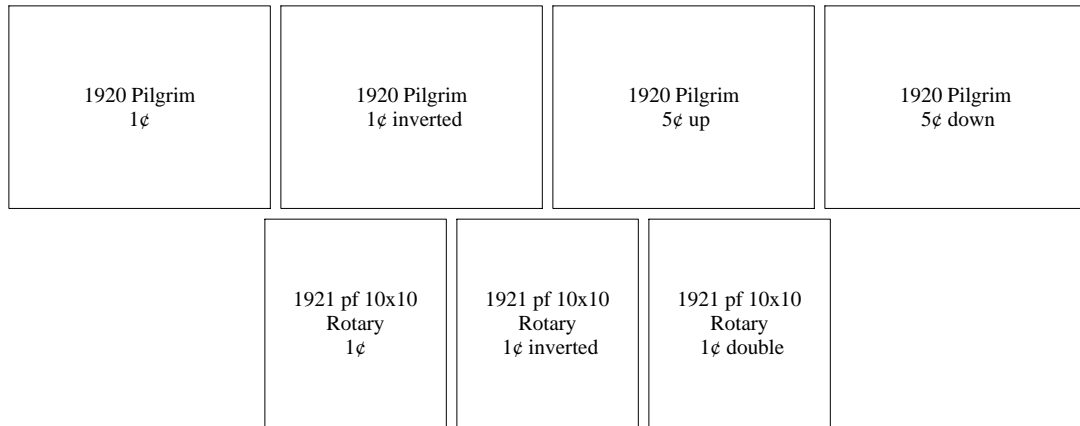 1920 Pilgrim
1¢
1920 Pilgrim
1¢ inverted
1920 Pilgrim
5¢ up
1920 Pilgrim
5¢ down
1921 pf 10x10
Rotary
1¢
1921 pf 10x10
Rotary
1¢ inverted
1921 pf 10x10
Rotary
1¢ double